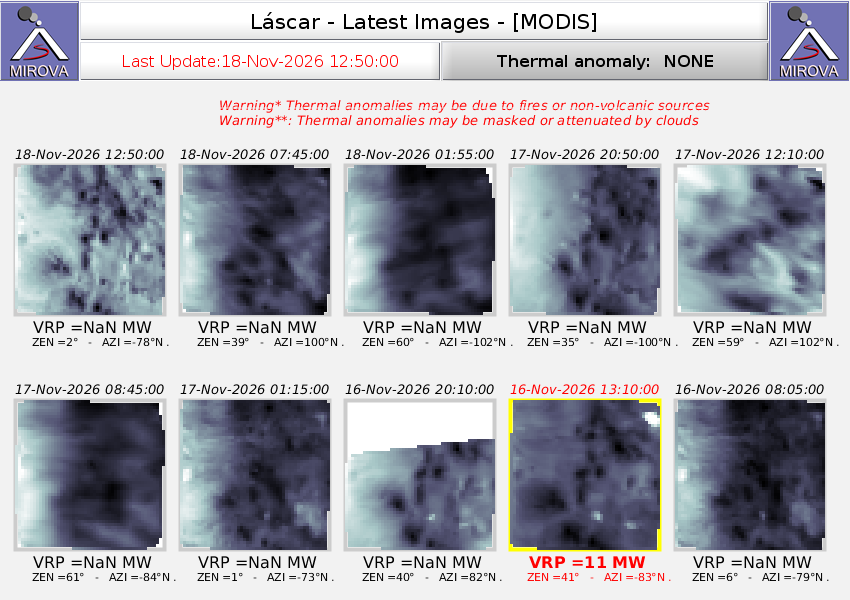 MIROVA
Láscar - Latest Images - [MODIS]
MIROVA
Last Update:18-Nov-2026 12:50:00
Thermal anomaly: NONE
Warning* Thermal anomalies may be due to fires or non-volcanic sources
Warning**: Thermal anomalies may be masked or attenuated by clouds
18-Nov-2026 12:50:00
18-Nov-2026 07:45:00
18-Nov-2026 01:55:00
17-Nov-2026 20:50:00
17-Nov-2026 12:10:00
VRP =NaN MW
VRP =NaN MW
VRP =NaN MW
VRP =NaN MW
VRP =NaN MW
ZEN =2° - AZI =-78°N .
ZEN =39° - AZI =100°N .
ZEN =60° - AZI =-102°N .
ZEN =35° - AZI =-100°N .
ZEN =59° - AZI =102°N .
17-Nov-2026 08:45:00
17-Nov-2026 01:15:00
16-Nov-2026 20:10:00
16-Nov-2026 13:10:00
16-Nov-2026 08:05:00
VRP =NaN MW
VRP =NaN MW
VRP =NaN MW
VRP =11 MW
VRP =NaN MW
ZEN =61° - AZI =-84°N .
ZEN =1° - AZI =-73°N .
ZEN =40° - AZI =82°N .
ZEN =41° - AZI =-83°N .
ZEN =6° - AZI =-79°N .